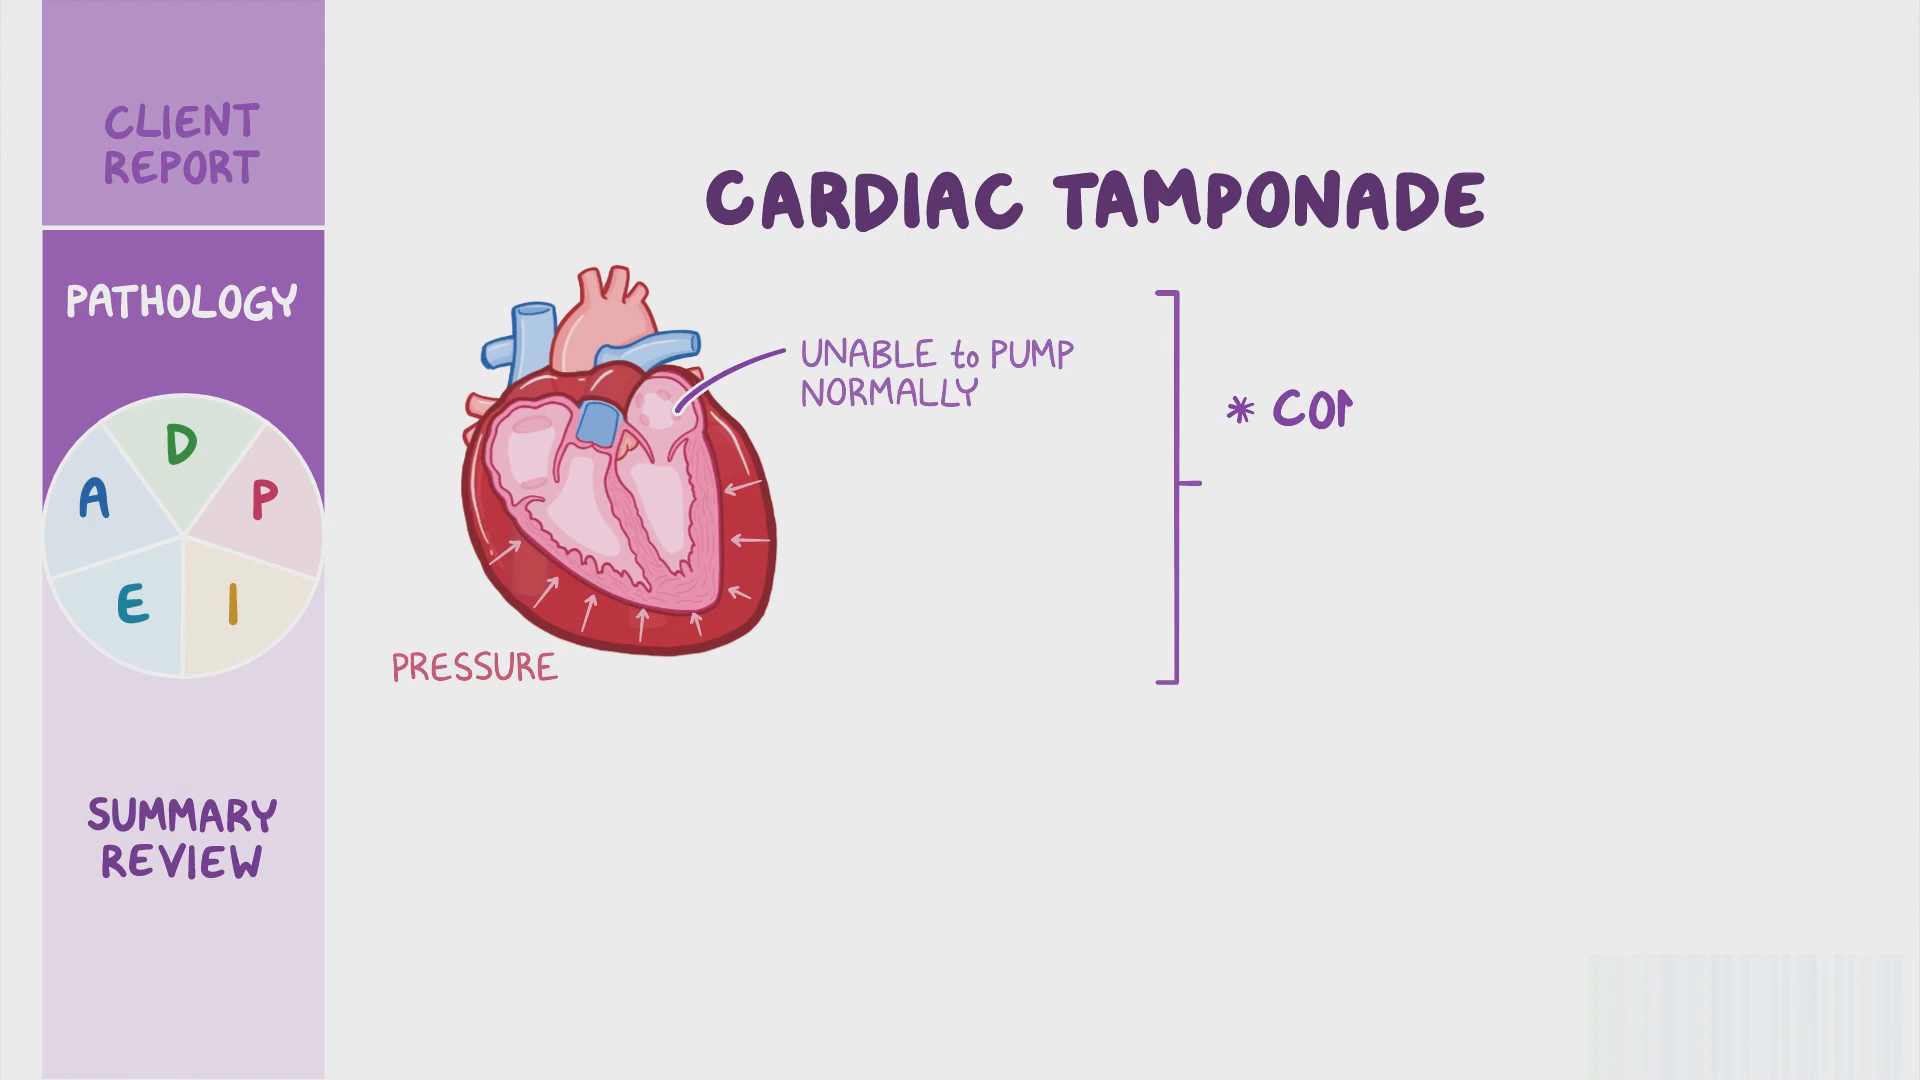 CLIENT
REPORT
PATHOLOGY
D
A
P
E
I
SUMMARY
REVIEW
CARDIAC TAMPONADE
UNABLE to PUMP
NORMALLY
PRESSURE